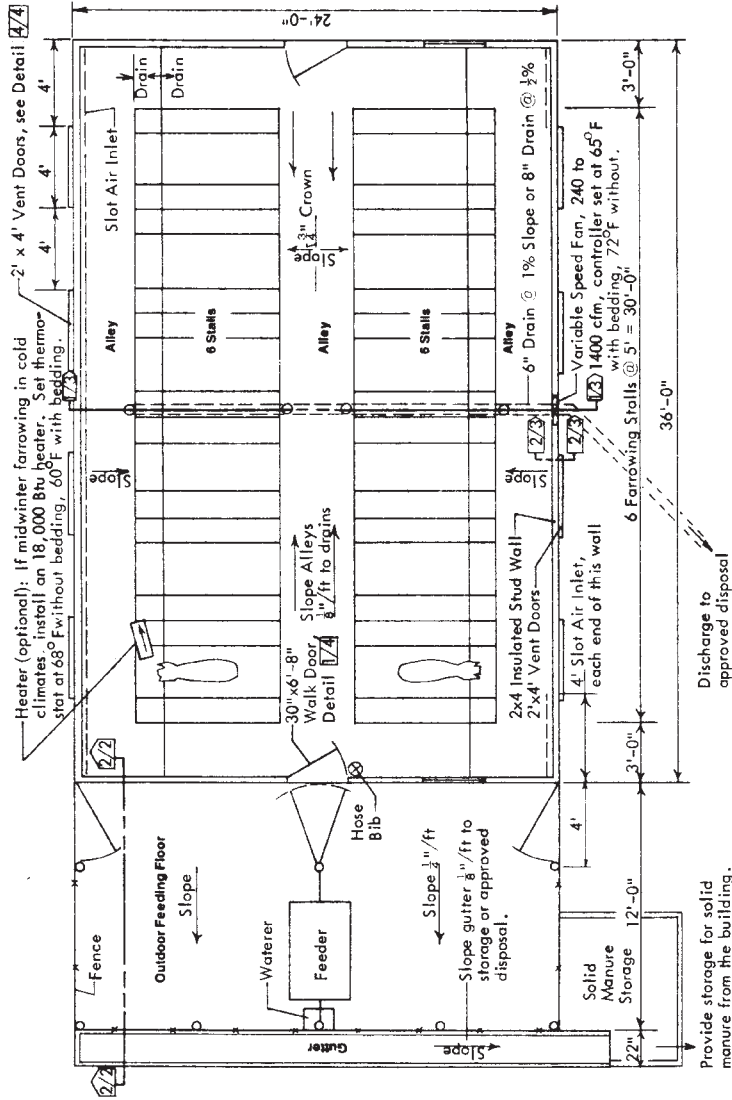 Heater (optional): If midwinter farrowing in cold
climates, install an 18,000 Btu heater. Set thermo-
stat at 68°F without bedding, 60°F with bedding.
2' x 4' Vent Doors, see Detail 4/4
2/2
2/2
1/3
4'
4'
4'
24'-0"
Slot Air Inlet
Drain
Drain
Alley
Slope
6 Stalls
Alley
Slope
1 3/4" Crown
6 Stalls
Alley
Slope
30"x6'-8"
Walk Door
Detail 1/4
Slope Alleys
1/8"/ft to drains
Fence
Outdoor Feeding Floor
Slope
Waterer
Feeder
Hose
Bib
Slope 1/4"/ft
Slope gutter 1/8"/ft to
storage or approved
disposal.
Gutter
Slope
2x4 Insulated Stud Wall
2'x4' Vent Doors
4' Slot Air Inlet,
each end of this wall
2/3
2/3
6" Drain @ 1% Slope or 8" Drain @ 1/2%
Variable Speed Fan, 240 to
1/3 1400 cfm, controller set at 65°F
with bedding, 72°F without.
6 Farrowing Stalls @ 5' = 30'-0"
3'-0"
3'-0"
36'-0"
4'
12'-0"
22"
Solid
Manure
Storage
Provide storage for solid
manure from the building.
Discharge to
approved disposal